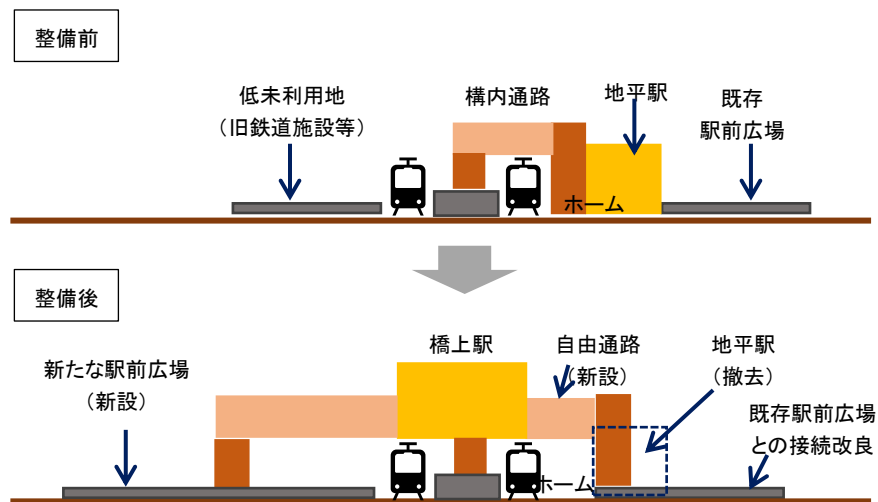 整備前
低未利用地
（旧鉄道施設等）
構内通路
地平駅
既存
駅前広場
ホーム
整備後
新たな駅前広場
（新設）
橋上駅
自由通路
（新設）
地平駅
（撤去）
既存駅前広場
との接続改良
ホーム